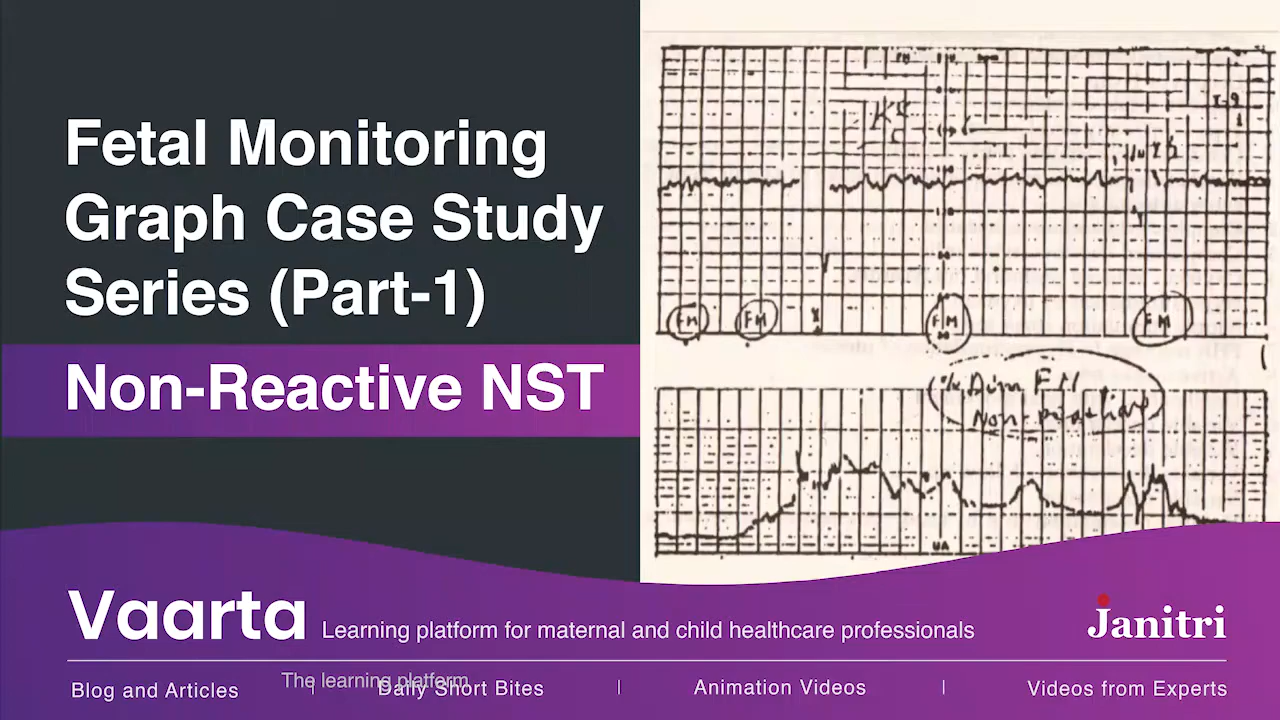 Fetal Monitoring
Graph Case Study
Series (Part-1)
Non-Reactive NST
FM
FM
FM
FM
FM
UA
Vaarta
Learning platform for maternal and child healthcare professionals
Janitri
The learning platform
Blog and Articles
Daily Short Bites
Animation Videos
Videos from Experts